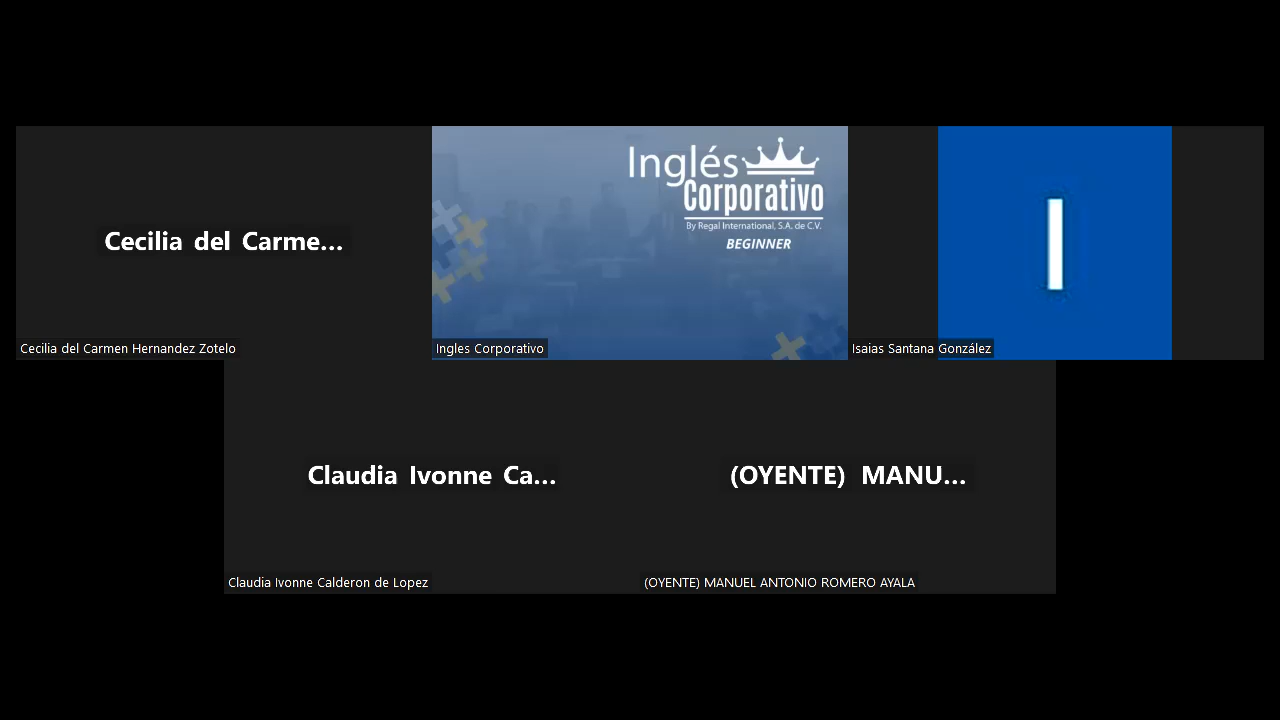 Cecilia del Carme...
Cecilia del Carmen Hernandez Zotelo
Inglés
Corporativo
By Regal International, S.A. de C.V.
BEGINNER
Ingles Corporativo
I
Isaias Santana González
Claudia Ivonne Ca...
Claudia Ivonne Calderon de Lopez
(OYENTE) MANU...
(OYENTE) MANUEL ANTONIO ROMERO AYALA